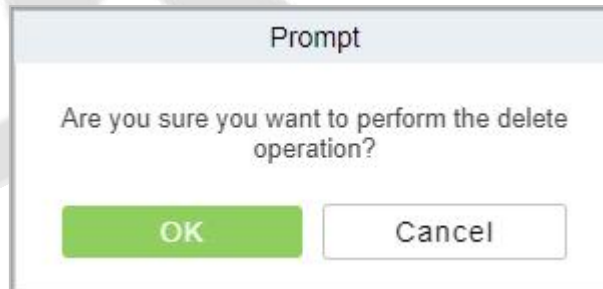 Prompt
Are you sure you want to perform the delete
operation?
OK
Cancel